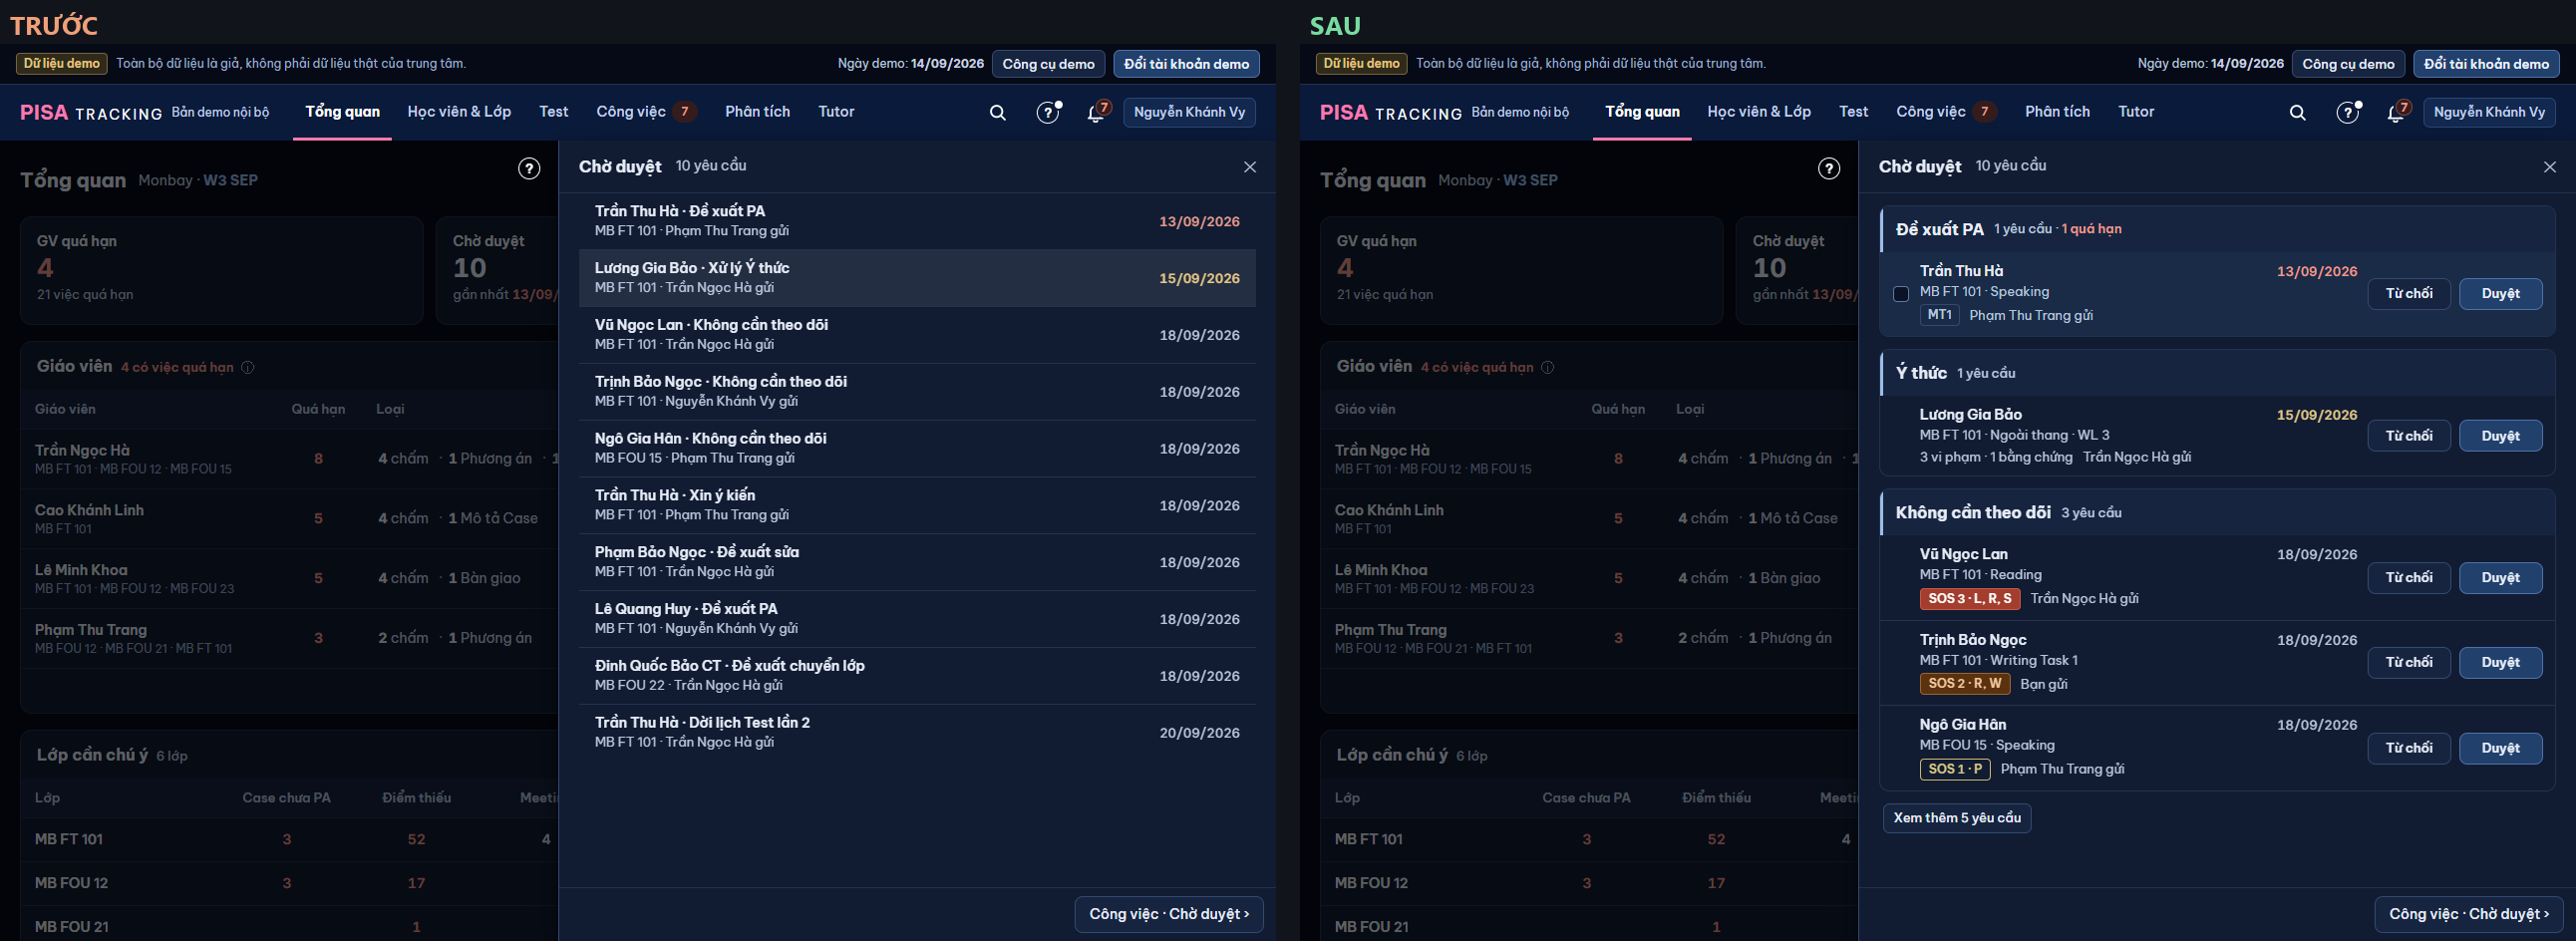 TRƯỚC
Dữ liệu demo Toàn bộ dữ liệu là giả, không phải dữ liệu thật của trung tâm. Ngày demo: 14/09/2026 Công cụ demo Đổi tài khoản demo
PISA TRACKING Bản demo nội bộ Tổng quan Học viên & Lớp Test Công việc 7 Phân tích Tutor ? 7 Nguyễn Khánh Vy
Tổng quan Monbay · W3 SEP ?
GV quá hạn
4
21 việc quá hạn
Chờ duyệt
10
gần nhất 13/09/
Giáo viên 4 có việc quá hạn
Giáo viên Quá hạn Loại
Trần Ngọc Hà
MB FT 101 · MB FOU 12 · MB FOU 15
8 4 chấm · 1 Phương án · 1
Cao Khánh Linh
MB FT 101
5 4 chấm · 1 Mô tả Case
Lê Minh Khoa
MB FT 101 · MB FOU 12 · MB FOU 23
5 4 chấm · 1 Bàn giao
Phạm Thu Trang
MB FOU 12 · MB FOU 21 · MB FT 101
3 2 chấm · 1 Phương án
Lớp cần chú ý 6 lớp
Lớp Case chưa PA Điểm thiếu Meeti
MB FT 101 3 52 4
MB FOU 12 3 17
MB FOU 21 1
Chờ duyệt 10 yêu cầu
Trần Thu Hà · Đề xuất PA
MB FT 101 · Phạm Thu Trang gửi
13/09/2026
Lương Gia Bảo · Xử lý Ý thức
MB FT 101 · Trần Ngọc Hà gửi
15/09/2026
Vũ Ngọc Lan · Không cần theo dõi
MB FT 101 · Trần Ngọc Hà gửi
18/09/2026
Trịnh Bảo Ngọc · Không cần theo dõi
MB FT 101 · Nguyễn Khánh Vy gửi
18/09/2026
Ngô Gia Hân · Không cần theo dõi
MB FOU 15 · Phạm Thu Trang gửi
18/09/2026
Trần Thu Hà · Xin ý kiến
MB FT 101 · Phạm Thu Trang gửi
18/09/2026
Phạm Bảo Ngọc · Đề xuất sửa
MB FT 101 · Trần Ngọc Hà gửi
18/09/2026
Lê Quang Huy · Đề xuất PA
MB FT 101 · Nguyễn Khánh Vy gửi
18/09/2026
Đinh Quốc Bảo CT · Đề xuất chuyển lớp
MB FOU 22 · Trần Ngọc Hà gửi
18/09/2026
Trần Thu Hà · Dời lịch Test lần 2
MB FT 101 · Trần Ngọc Hà gửi
20/09/2026
Công việc · Chờ duyệt ›
SAU
Dữ liệu demo Toàn bộ dữ liệu là giả, không phải dữ liệu thật của trung tâm. Ngày demo: 14/09/2026 Công cụ demo Đổi tài khoản demo
PISA TRACKING Bản demo nội bộ Tổng quan Học viên & Lớp Test Công việc 7 Phân tích Tutor ? 7 Nguyễn Khánh Vy
Tổng quan Monbay · W3 SEP ?
GV quá hạn
4
21 việc quá hạn
Chờ duyệt
10
gần nhất 13/09/
Giáo viên 4 có việc quá hạn
Giáo viên Quá hạn Loại
Trần Ngọc Hà
MB FT 101 · MB FOU 12 · MB FOU 15
8 4 chấm · 1 Phương án · 1
Cao Khánh Linh
MB FT 101
5 4 chấm · 1 Mô tả Case
Lê Minh Khoa
MB FT 101 · MB FOU 12 · MB FOU 23
5 4 chấm · 1 Bàn giao
Phạm Thu Trang
MB FOU 12 · MB FOU 21 · MB FT 101
3 2 chấm · 1 Phương án
Lớp cần chú ý 6 lớp
Lớp Case chưa PA Điểm thiếu Meeti
MB FT 101 3 52 4
MB FOU 12 3 17
MB FOU 21 1
Chờ duyệt 10 yêu cầu
Đề xuất PA 1 yêu cầu · 1 quá hạn
Trần Thu Hà 13/09/2026
MB FT 101 · Speaking
MT1 Phạm Thu Trang gửi
Từ chối Duyệt
Ý thức 1 yêu cầu
Lương Gia Bảo 15/09/2026
MB FT 101 · Ngoài thang · WL 3
3 vi phạm · 1 bằng chứng Trần Ngọc Hà gửi
Từ chối Duyệt
Không cần theo dõi 3 yêu cầu
Vũ Ngọc Lan 18/09/2026
MB FT 101 · Reading
SOS 3 · L, R, S Trần Ngọc Hà gửi
Từ chối Duyệt
Trịnh Bảo Ngọc 18/09/2026
MB FT 101 · Writing Task 1
SOS 2 · R, W Bạn gửi
Từ chối Duyệt
Ngô Gia Hân 18/09/2026
MB FOU 15 · Speaking
SOS 1 · P Phạm Thu Trang gửi
Từ chối Duyệt
Xem thêm 5 yêu cầu
Công việc · Chờ duyệt ›